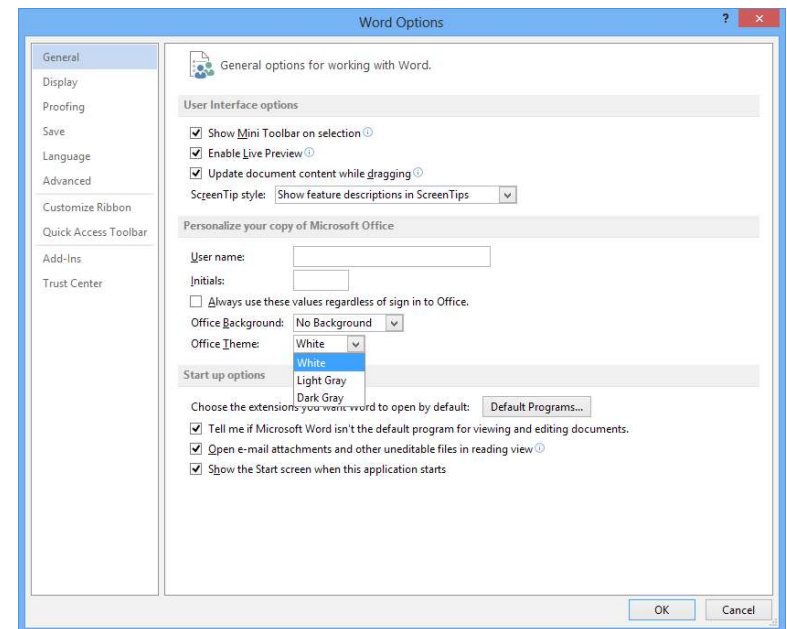 Word Options
?
General
Display
Proofing
Save
Language
Advanced
Customize Ribbon
Quick Access Toolbar
Add-Ins
Trust Center
General options for working with Word.
User Interface options
Show Mini Toolbar on selection
Enable Live Preview
Update document content while dragging
ScreenTip style: Show feature descriptions in ScreenTips
Personalize your copy of Microsoft Office
User name:
Initials:
Always use these values regardless of sign in to Office.
Office Background: No Background
Office Theme: White
White
Light Gray
Dark Gray
Start up options
Choose the extensions you want Word to open by default: Default Programs...
Tell me if Microsoft Word isn't the default program for viewing and editing documents.
Open e-mail attachments and other uneditable files in reading view
Show the Start screen when this application starts
OK Cancel